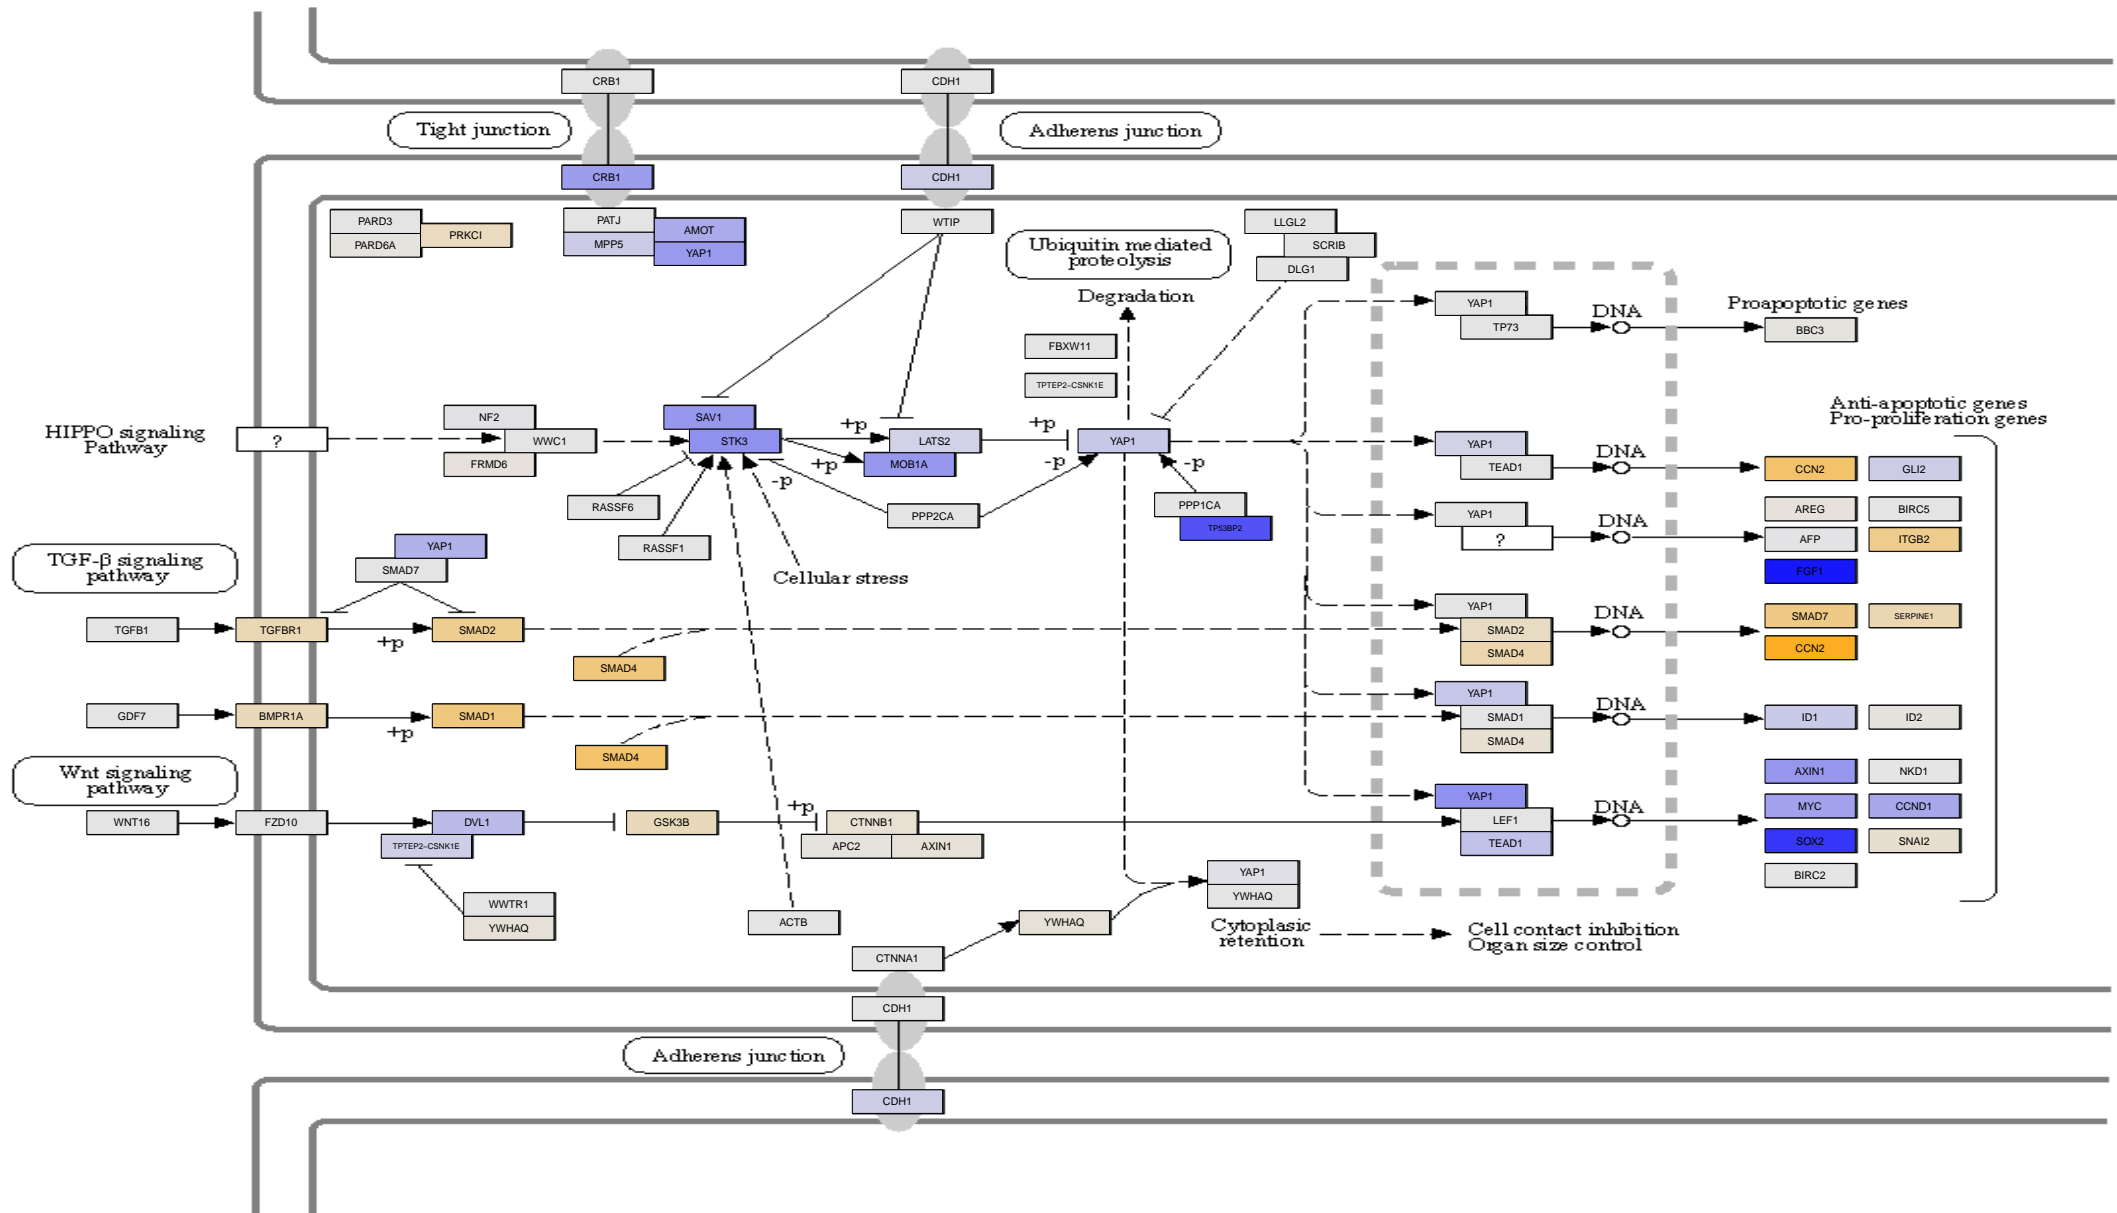 CRB1
CDH1
Tight junction
Adherens junction
CRB1
CDH1
PARD3
PARD6A
PRKCI
PATJ
MPP5
AMOT
YAP1
WTIP
LLGL2
SCRIB
DLG1
Ubiquitin mediated
proteolysis
Degradation
FBXW11
TPTEP2-CSNK1E
YAP1
TP73
DNA
Proapoptotic genes
BBC3
Anti-apoptotic genes
Pro-proliferation genes
HIPPO signaling
Pathway
?
NF2
WWC1
FRMD6
SAV1
STK3
+p
LATS2
MOB1A
+p
-p
+p
YAP1
-p
-p
RASSF6
RASSF1
PPP2CA
PPP1CA
TP53BP2
Cellular stress
YAP1
TEAD1
DNA
CCN2
GLI2
YAP1
?
DNA
AREG
BIRC5
AFP
ITGB2
FGF1
TGF-β signaling
pathway
YAP1
SMAD7
TGFB1
TGFBR1
+p
SMAD2
SMAD4
YAP1
SMAD2
SMAD4
DNA
SMAD7
SERPINE1
CCN2
GDF7
BMPR1A
+p
SMAD1
SMAD4
YAP1
SMAD1
SMAD4
DNA
ID1
ID2
Wnt signaling
pathway
WNT16
FZD10
DVL1
TPTEP2-CSNK1E
GSK3B
+p
CTNNB1
APC2
AXIN1
YAP1
LEF1
TEAD1
DNA
AXIN1
NKD1
MYC
CCND1
SOX2
SNAI2
BIRC2
WWTR1
YWHAQ
ACTB
YWHAQ
YAP1
YWHAQ
Cytoplasic
retention
Cell contact inhibition
Organ size control
CTNNA1
CDH1
Adherens junction
CDH1